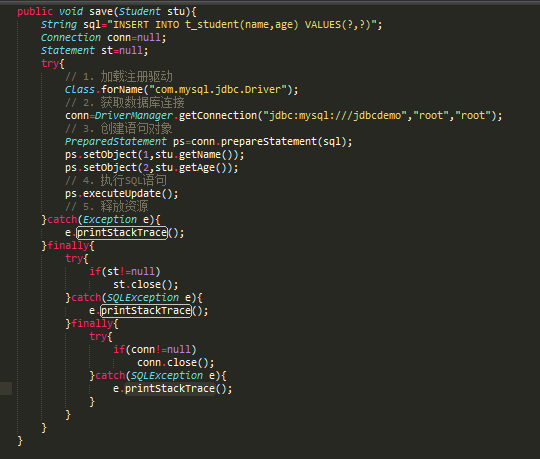 public void save(Student stu){
String sql="INSERT INTO t_student(name,age) VALUES(?,?)";
Connection conn=null;
Statement st=null;
try{
// 1. 加载注册驱动
Class.forName("com.mysql.jdbc.Driver");
// 2. 获取数据库连接
conn=DriverManager.getConnection("jdbc:mysql:///jdbcdemo","root","root");
// 3. 创建语句对象
PreparedStatement ps=conn.prepareStatement(sql);
ps.setObject(1,stu.getName());
ps.setObject(2,stu.getAge());
// 4. 执行SQL语句
ps.executeUpdate();
// 5. 释放资源
}catch(Exception e){
e.printStackTrace();
}finally{
try{
if(st!=null)
st.close();
}catch(SQLException e){
e.printStackTrace();
}finally{
try{
if(conn!=null)
conn.close();
}catch(SQLException e){
e.printStackTrace();
}
}
}
}